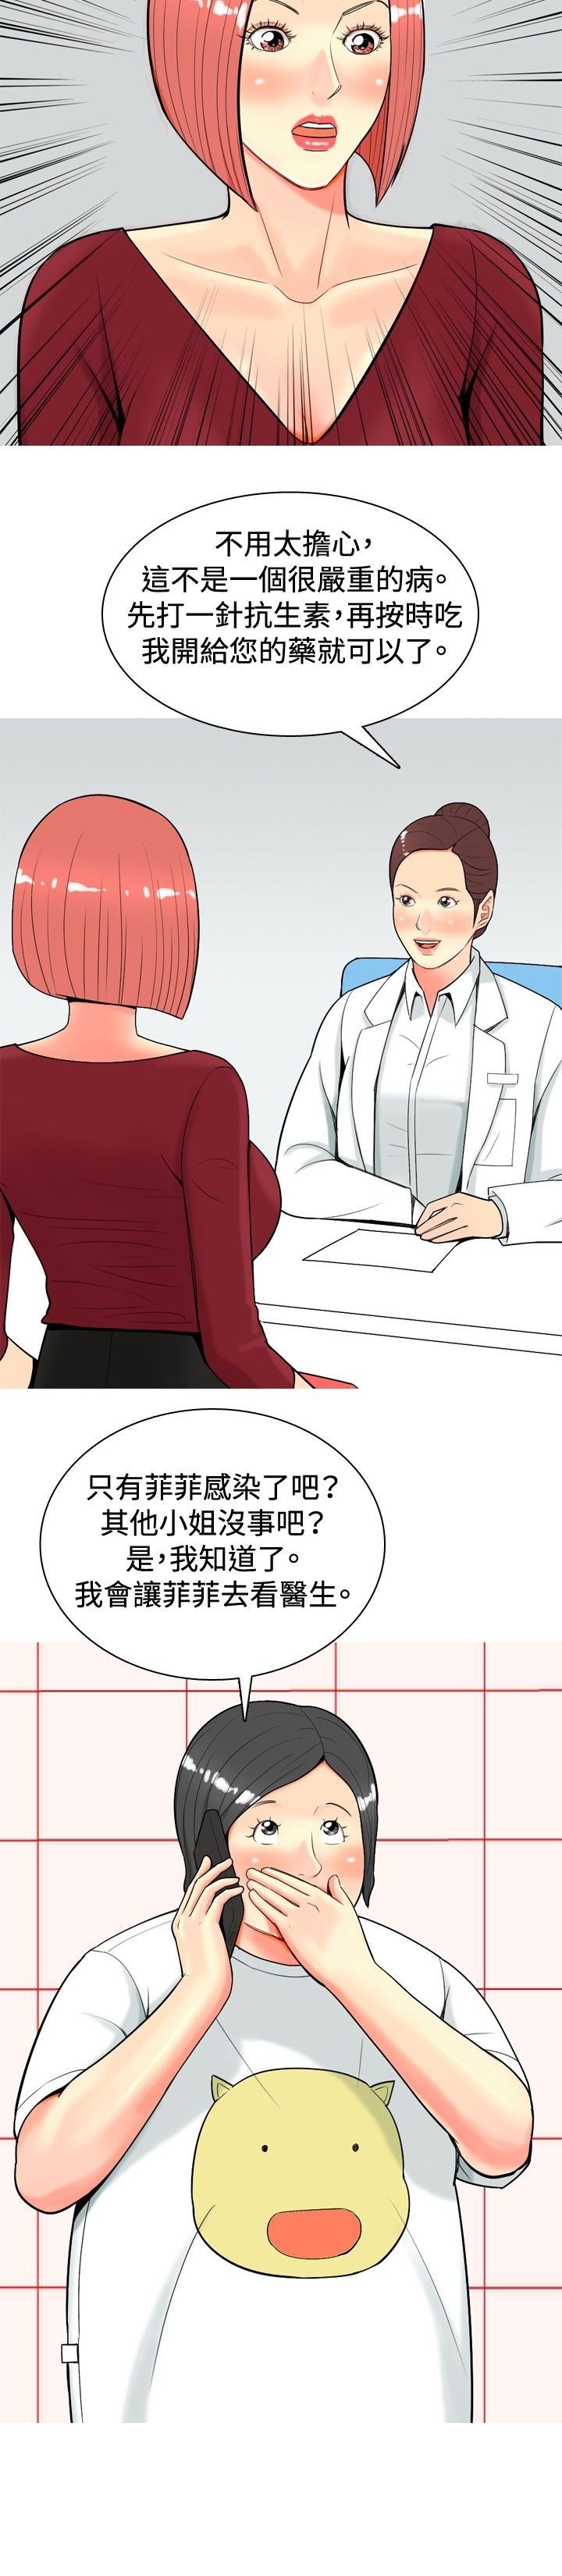 不用太擔心，
這不是一個很嚴重的病。
先打一針抗生素，再按時吃
我開給您的藥就可以了。
只有菲菲感染了吧？
其他小姐沒事吧？
是，我知道了。
我會讓菲菲去看醫生。